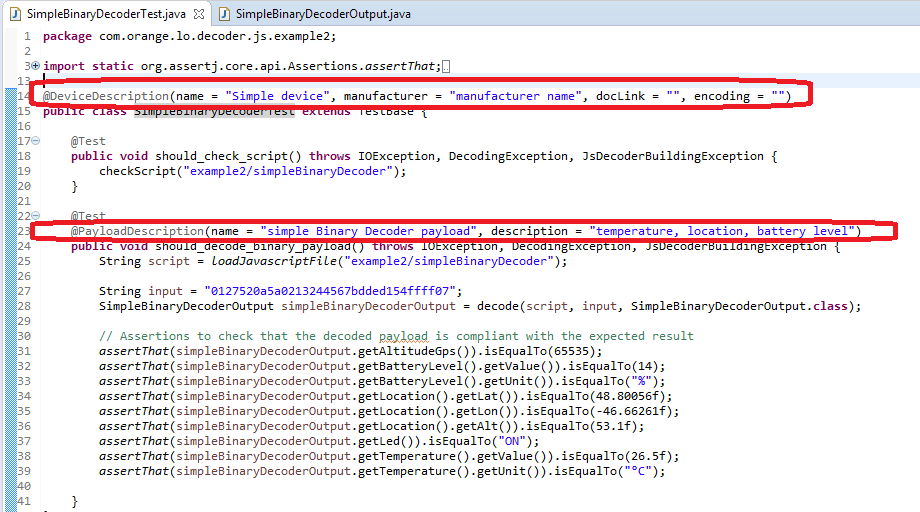 SimpleBinaryDecoderTest.java SimpleBinaryDecoderOutput.java
1 package com.orange.lo.decoder.js.example2;
2
3 import static org.assertj.core.api.Assertions.assertThat;
13
14 @DeviceDescription(name = "Simple device", manufacturer = "manufacturer name", docLink = "", encoding = "")
15 public class SimpleBinaryDecoderTest extends TestBase {
16
17 @Test
18 public void should_check_script() throws IOException, DecodingException, JsDecoderBuildingException {
19 checkScript("example2/simpleBinaryDecoder");
20 }
21
22 @Test
23 @PayloadDescription(name = "simple Binary Decoder payload", description = "temperature, location, battery level")
24 public void should_decode_binary_payload() throws IOException, DecodingException, JsDecoderBuildingException {
25 String script = loadJavascriptFile("example2/simpleBinaryDecoder");
26
27 String input = "0127520a5a0213244567bdded154ffff07";
28 SimpleBinaryDecoderOutput simpleBinaryDecoderOutput = decode(script, input, SimpleBinaryDecoderOutput.class);
29
30 // Assertions to check that the decoded payload is compliant with the expected result
31 assertThat(simpleBinaryDecoderOutput.getAltitudeGps()).isEqualTo(65535);
32 assertThat(simpleBinaryDecoderOutput.getBatteryLevel().getValue()).isEqualTo(14);
33 assertThat(simpleBinaryDecoderOutput.getBatteryLevel().getUnit()).isEqualTo("%");
34 assertThat(simpleBinaryDecoderOutput.getLocation().getLat()).isEqualTo(48.80056f);
35 assertThat(simpleBinaryDecoderOutput.getLocation().getLon()).isEqualTo(-46.66261f);
36 assertThat(simpleBinaryDecoderOutput.getLocation().getAlt()).isEqualTo(53.1f);
37 assertThat(simpleBinaryDecoderOutput.getLed()).isEqualTo("ON");
38 assertThat(simpleBinaryDecoderOutput.getTemperature().getValue()).isEqualTo(26.5f);
39 assertThat(simpleBinaryDecoderOutput.getTemperature().getUnit()).isEqualTo("°C");
40
41 }